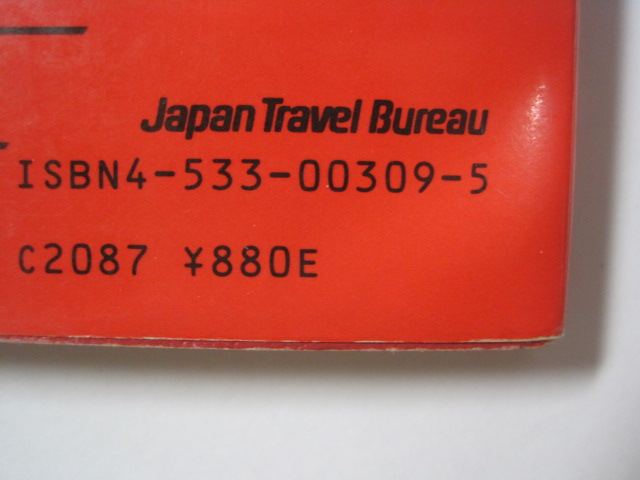 Japan Travel Bureau
ISBN4-533-00309-5
C2087 ¥880E